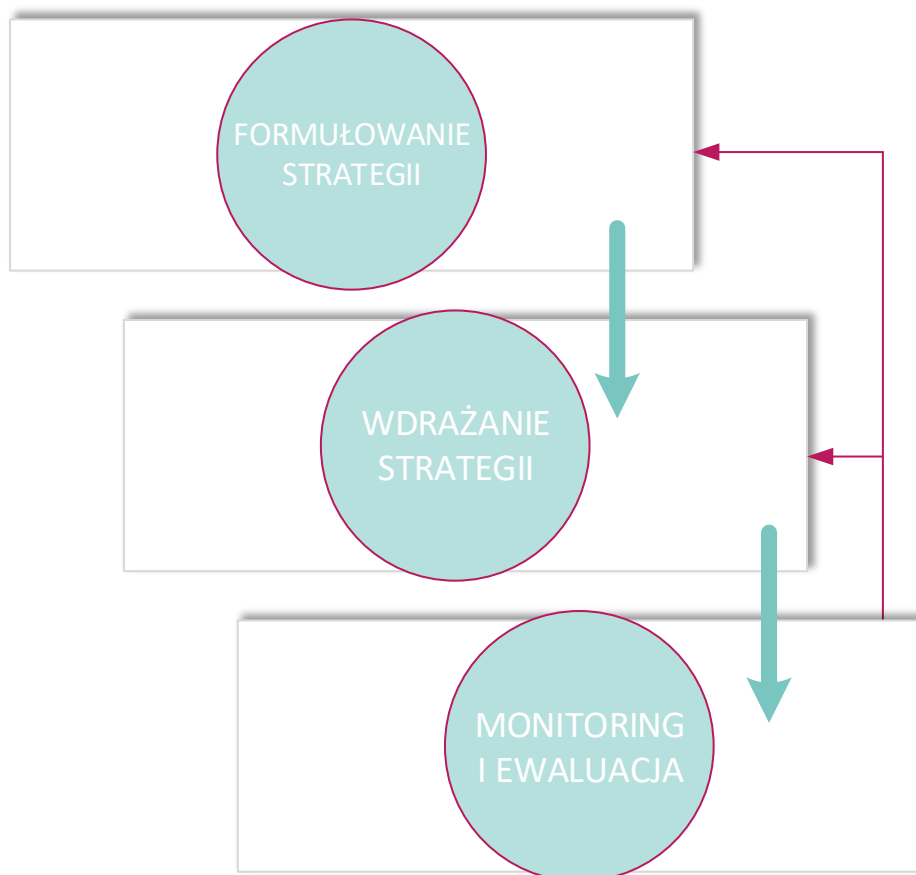 FORMUŁOWANIE
STRATEGII
WDRAŻANIE
STRATEGII
MONITORING
I EWALUACJA